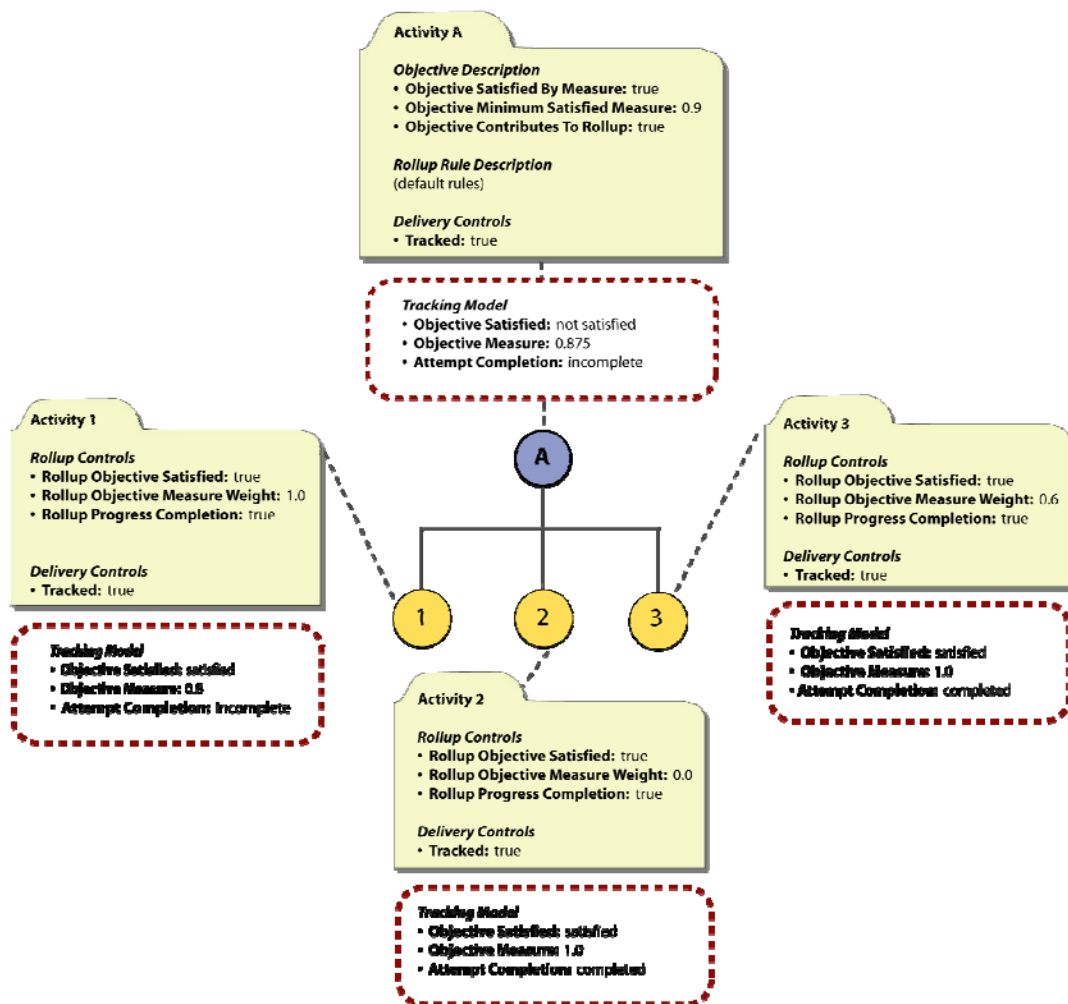 Activity A
Objective Description
• Objective Satisfied By Measure: true
• Objective Minimum Satisfied Measure: 0.9
• Objective Contributes To Rollup: true
Rollup Rule Description
(default rules)
Delivery Controls
• Tracked: true
Tracking Model
• Objective Satisfied: not satisfied
• Objective Measure: 0.875
• Attempt Completion: incomplete
Activity 1
Rollup Controls
• Rollup Objective Satisfied: true
• Rollup Objective Measure Weight: 1.0
• Rollup Progress Completion: true
Delivery Controls
• Tracked: true
Tracking Model
• Objective Satisfied: satisfied
• Objective Measure: 0.8
• Attempt Completion: incomplete
A
1
2
3
Activity 3
Rollup Controls
• Rollup Objective Satisfied: true
• Rollup Objective Measure Weight: 0.6
• Rollup Progress Completion: true
Delivery Controls
• Tracked: true
Tracking Model
• Objective Satisfied: satisfied
• Objective Measure: 1.0
• Attempt Completion: completed
Activity 2
Rollup Controls
• Rollup Objective Satisfied: true
• Rollup Objective Measure Weight: 0.0
• Rollup Progress Completion: true
Delivery Controls
• Tracked: true
Tracking Model
• Objective Satisfied: satisfied
• Objective Measure: 1.0
• Attempt Completion: completed